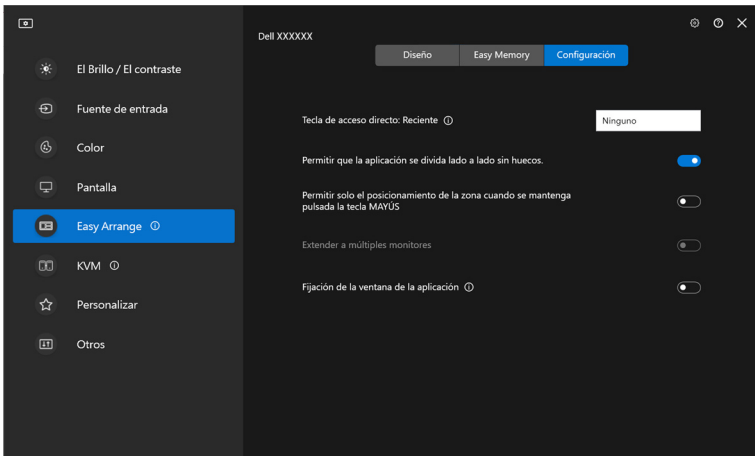 Dell XXXXXX
Diseño
Easy Memory
Configuración
El Brillo / El contraste
Fuente de entrada
Color
Pantalla
Easy Arrange
KVM
Personalizar
Otros
Tecla de acceso directo: Reciente
Ninguno
Permitir que la aplicación se divida lado a lado sin huecos.
Permitir solo el posicionamiento de la zona cuando se mantenga
pulsada la tecla MAYÚS
Extender a múltiples monitores
Fijación de la ventana de la aplicación